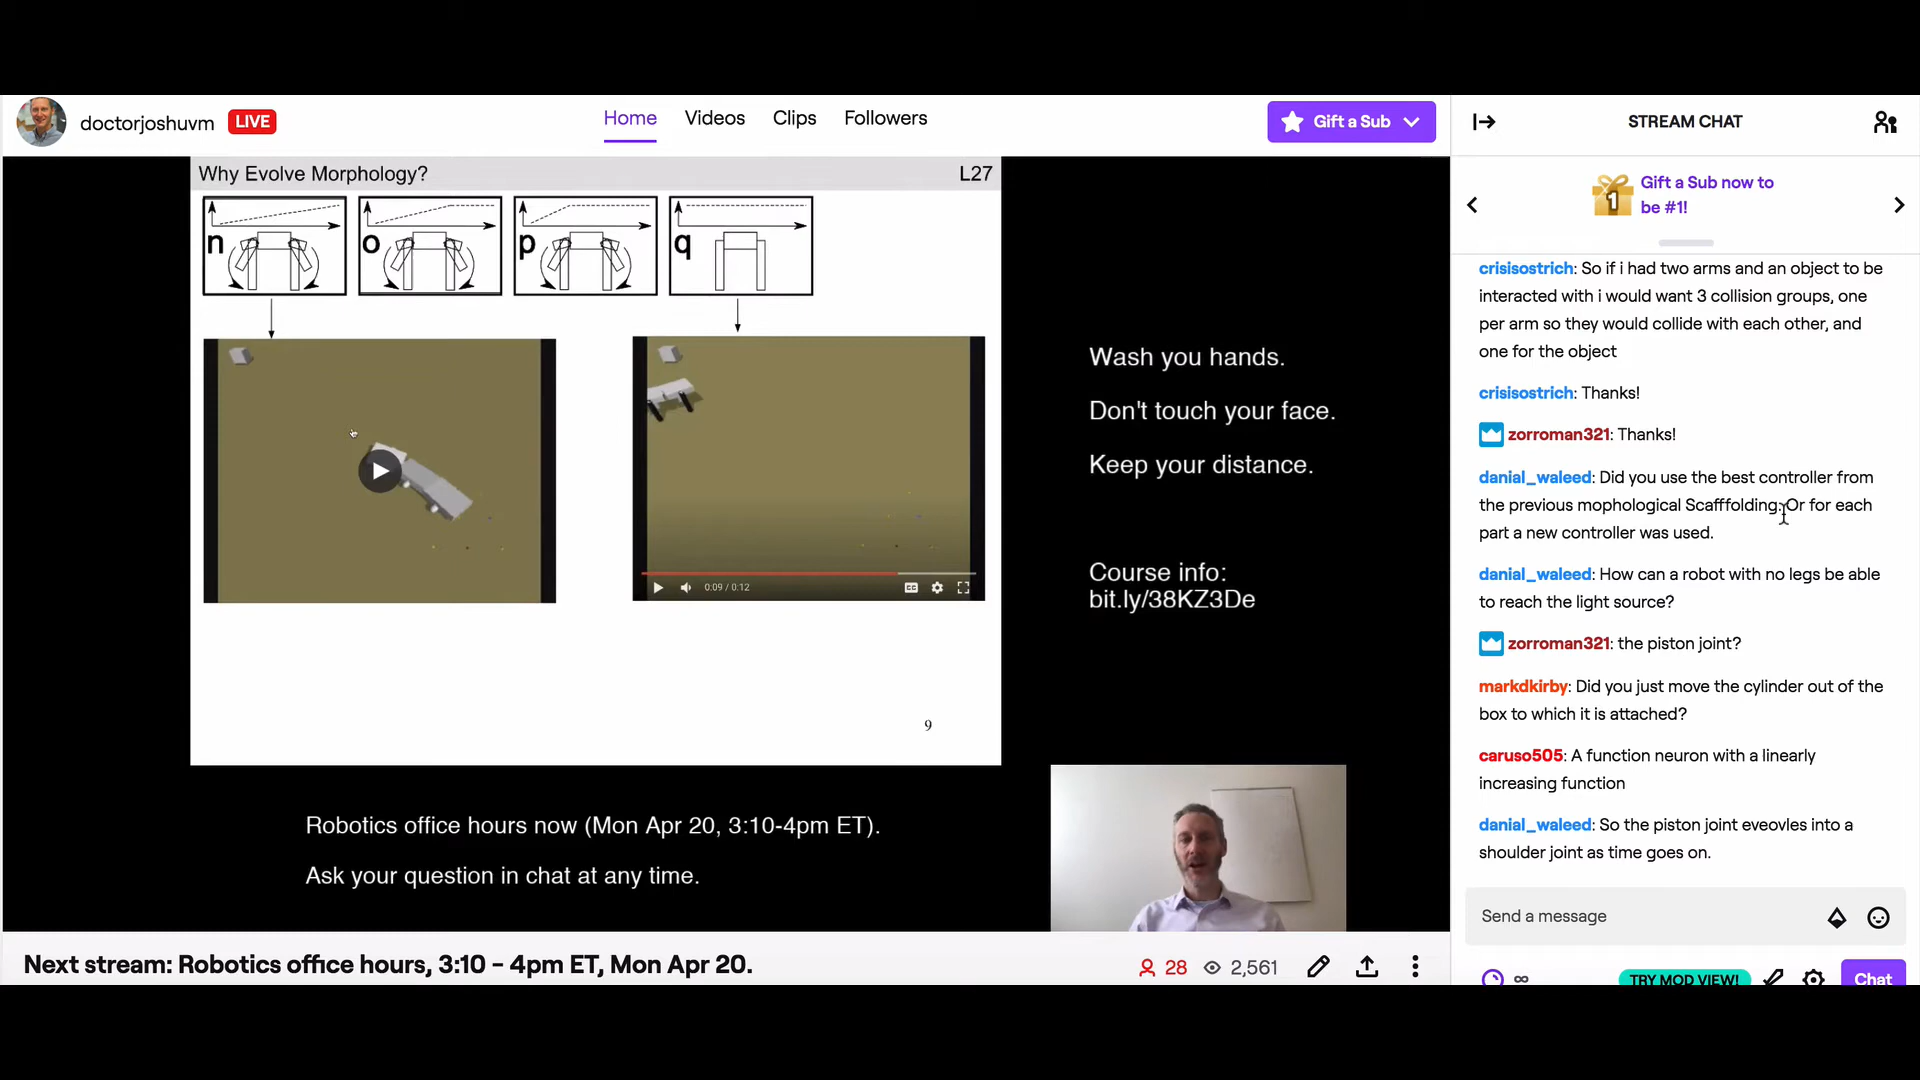 doctorjoshuvm LIVE
Home Videos Clips Followers
Gift a Sub
Why Evolve Morphology? L27
n o p q
0:09 / 0:12
9
Wash you hands.
Don't touch your face.
Keep your distance.
Course info:
bit.ly/38KZ3De
Robotics office hours now (Mon Apr 20, 3:10-4pm ET).
Ask your question in chat at any time.
Next stream: Robotics office hours, 3:10 - 4pm ET, Mon Apr 20.
28 2,561
STREAM CHAT
1
Gift a Sub now to
be #1!
crisisostrich: So if i had two arms and an object to be
interacted with i would want 3 collision groups, one
per arm so they would collide with each other, and
one for the object
crisisostrich: Thanks!
zorroman321: Thanks!
danial_waleed: Did you use the best controller from
the previous mophological Scafffolding. Or for each
part a new controller was used.
danial_waleed: How can a robot with no legs be able
to reach the light source?
zorroman321: the piston joint?
markdkirby: Did you just move the cylinder out of the
box to which it is attached?
caruso505: A function neuron with a linearly
increasing function
danial_waleed: So the piston joint eveovles into a
shoulder joint as time goes on.
Send a message
∞ TRY MOD VIEW! Chat